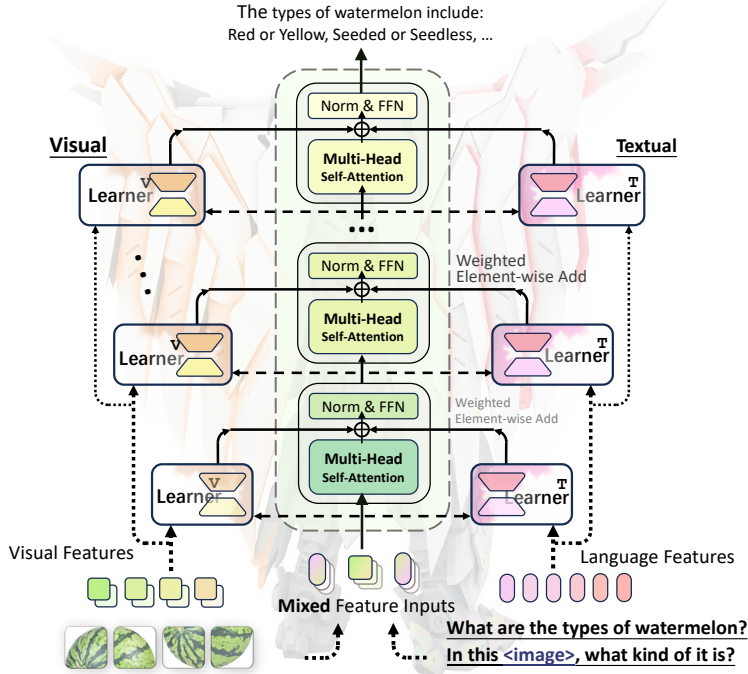 The types of watermelon include:
Red or Yellow, Seeded or Seedless, ...
Norm & FFN
Visual
Textual
Multi-Head
Self-Attention
Learner V
Learner T
...
Norm & FFN
Weighted
Element-wise Add
Multi-Head
Self-Attention
Learner V
Learner T
Norm & FFN
Weighted
Element-wise Add
Multi-Head
Self-Attention
Learner V
Learner T
Visual Features
Language Features
Mixed Feature Inputs
What are the types of watermelon?
In this <image>, what kind of it is?